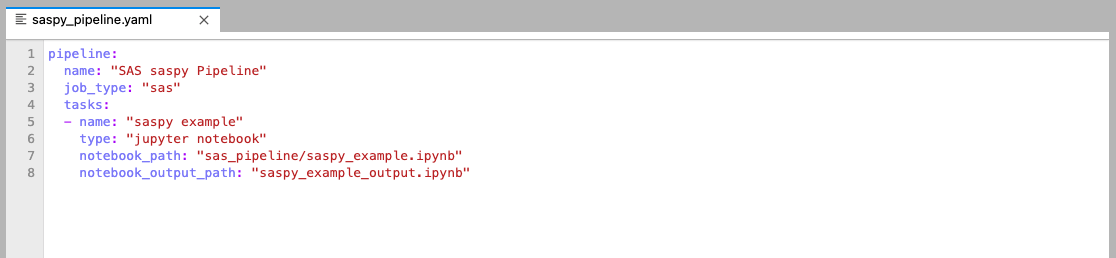 saspy_pipeline.yaml ×
1 pipeline:
2   name: "SAS saspy Pipeline"
3   job_type: "sas"
4   tasks:
5   - name: "saspy example"
6     type: "jupyter notebook"
7     notebook_path: "sas_pipeline/saspy_example.ipynb"
8     notebook_output_path: "saspy_example_output.ipynb"